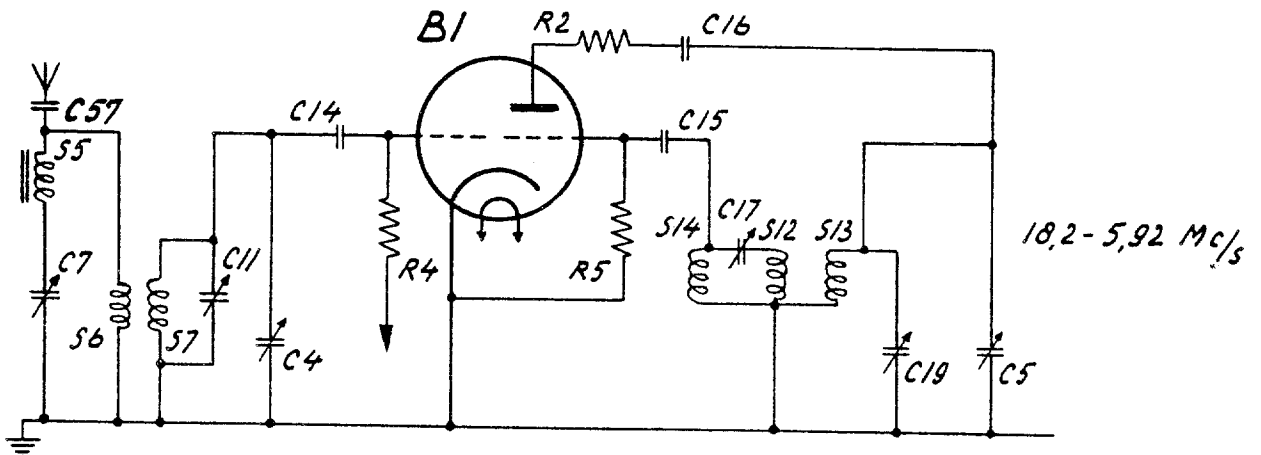 B1
R2
C16
C57
C14
C15
S5
C17
S14
S12
S13
18,2-5,92 Mc/s
C7
C11
R4
R5
S6
S7
C4
C19
C5